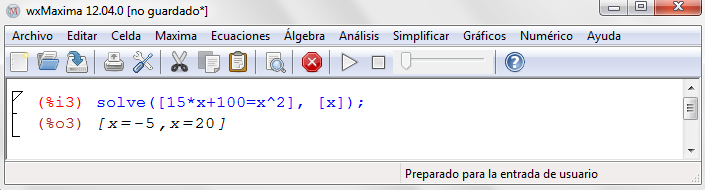 wxMaxima 12.04.0 [no guardado*]
Archivo Editar Celda Maxima Ecuaciones Álgebra Análisis Simplificar Gráficos Numérico Ayuda
(%i3) solve([15*x+100=x^2], [x]);
(%o3) [x=-5,x=20]
Preparado para la entrada de usuario